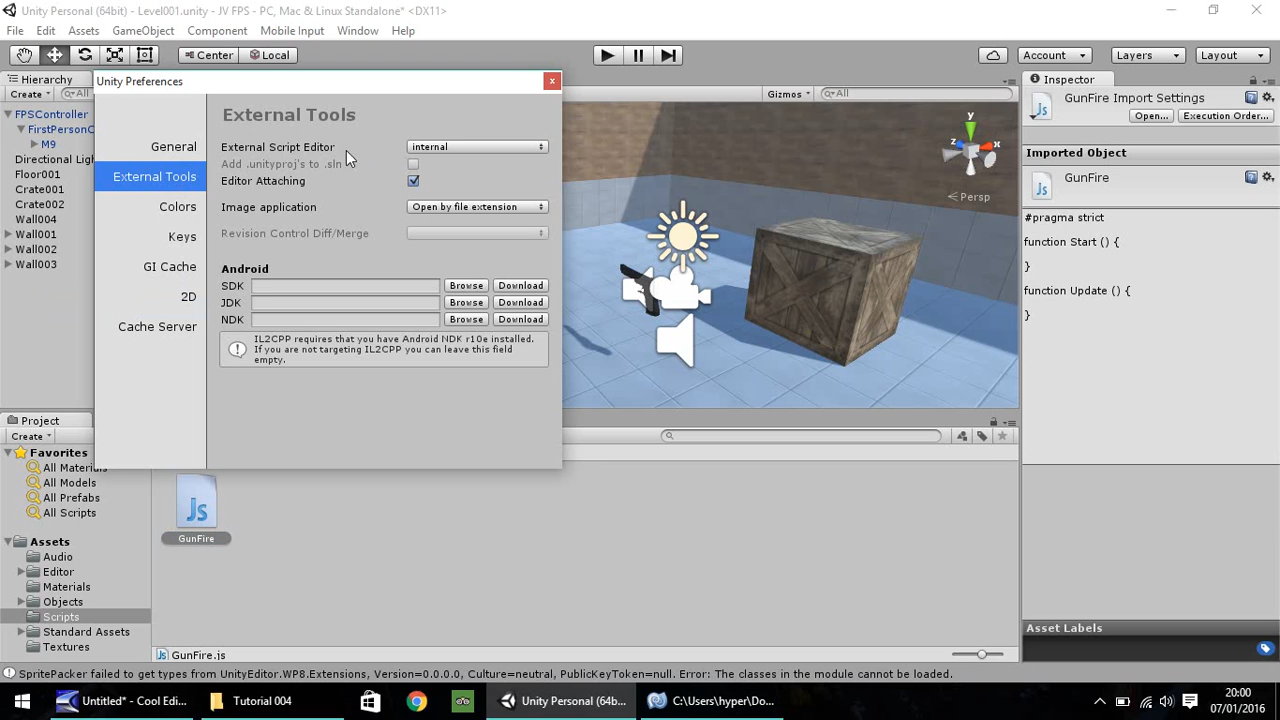 Unity Personal (64bit) - Level001.unity - JV FPS - PC, Mac & Linux Standalone* <DX11>
File Edit Assets GameObject Component Mobile Input Window Help
Center Local Account Layers Layout
Hierarchy
Create All
FPSController
FirstPersonC
M9
Directional Ligh
Floor001
Crate001
Crate002
Wall004
Wall001
Wall002
Wall003
Unity Preferences
x
General
External Tools
Colors
Keys
GI Cache
2D
Cache Server
External Tools
External Script Editor internal
Add .unityproj's to .sln
Editor Attaching
Image application Open by file extension
Revision Control Diff/Merge
Android
SDK Browse Download
JDK Browse Download
NDK Browse Download
IL2CPP requires that you have Android NDK r10e installed.
If you are not targeting IL2CPP you can leave this field
empty.
Gizmos All
y
x
z
Persp
Inspector
GunFire Import Settings
Open... Execution Order...
Imported Object
GunFire
#pragma strict
function Start () {
}
function Update () {
}
Asset Labels
Project
Create
Favorites
All Materials
All Models
All Prefabs
All Scripts
Assets
Audio
Editor
Materials
Objects
Scripts
Standard Assets
Textures
Js
GunFire
GunFire.js
SpritePacker failed to get types from UnityEditor.WP8.Extensions, Version=0.0.0.0, Culture=neutral, PublicKeyToken=null. Error: The classes in the module cannot be loaded.
Untitled* - Cool Edi...
Tutorial 004
Unity Personal (64b...
C:\Users\hyper\Do...
20:00
07/01/2016